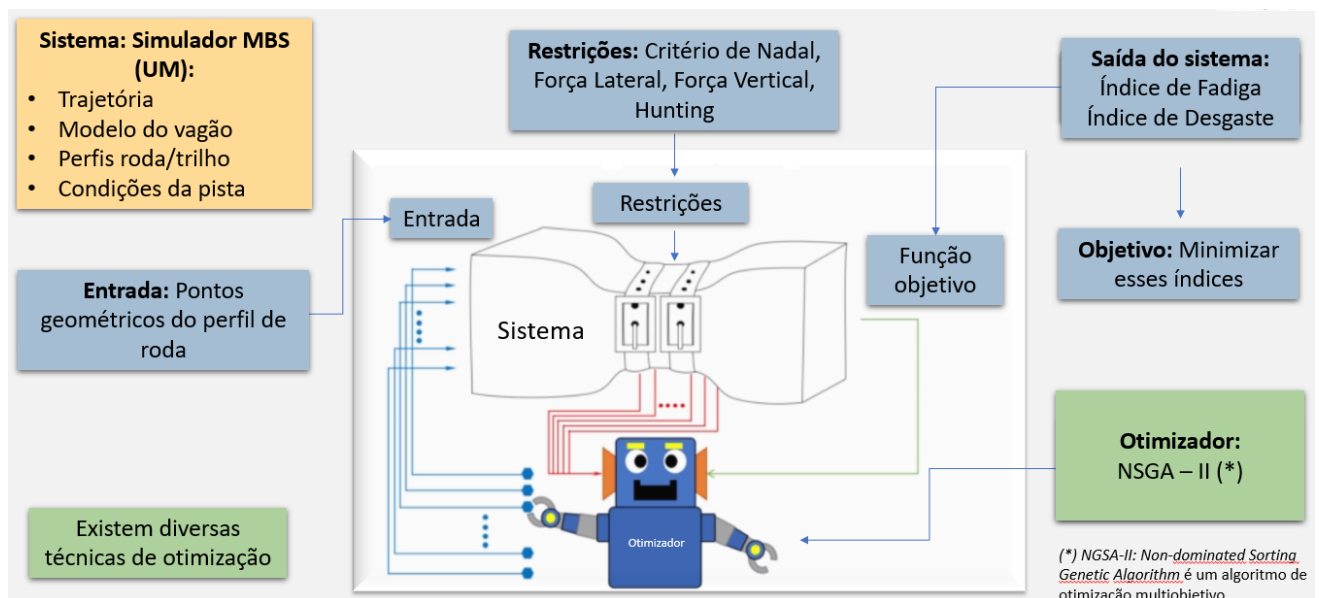 Sistema: Simulador MBS
(UM):
• Trajetória
• Modelo do vagão
• Perfis roda/trilho
• Condições da pista
Restrições: Critério de Nadal,
Força Lateral, Força Vertical,
Hunting
Saída do sistema:
Índice de Fadiga
Índice de Desgaste
Entrada
Restrições
Função
objetivo
Objetivo: Minimizar
esses índices
Entrada: Pontos
geométricos do perfil de
roda
Sistema
Otimizador:
NSGA – II (*)
Existem diversas
técnicas de otimização
Otimizador
(*) NGSA-II: Non-dominated Sorting
Genetic Algorithm é um algoritmo de
otimização multiobjetivo